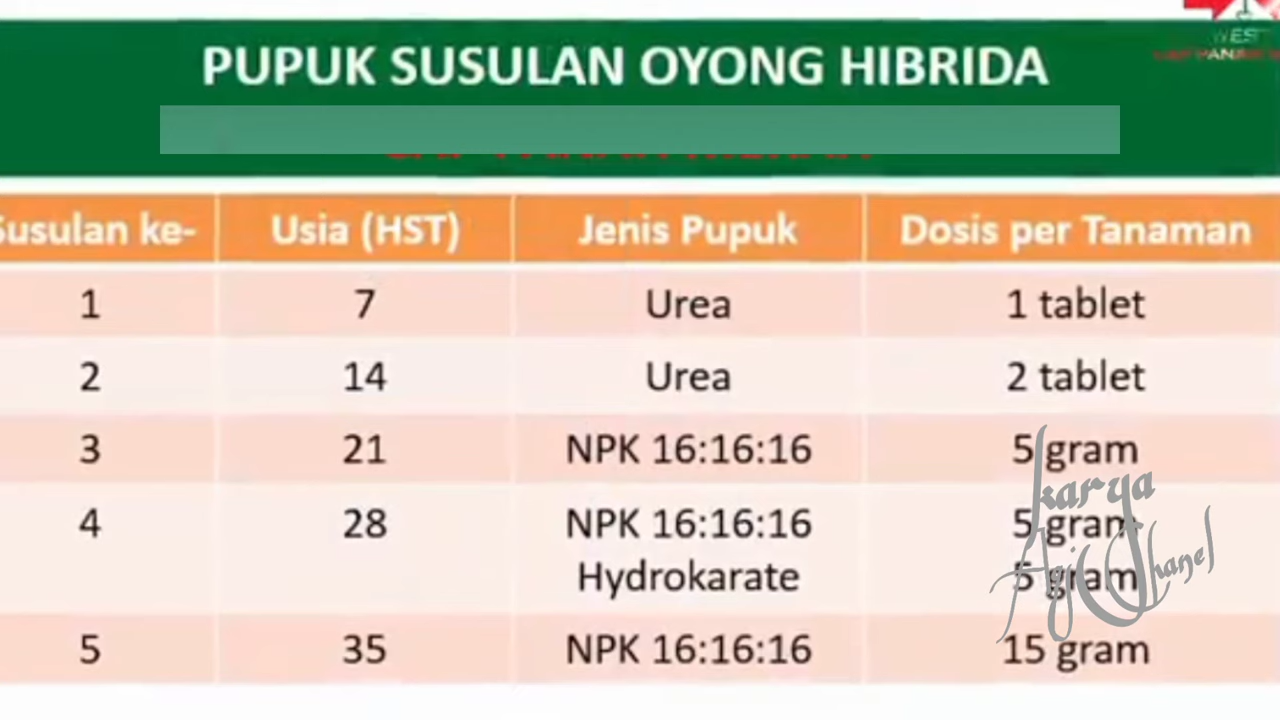 WEST
PUPUK SUSULAN OYONG HIBRIDA
Susulan ke- Usia (HST) Jenis Pupuk Dosis per Tanaman
1 7 Urea 1 tablet
2 14 Urea 2 tablet
3 21 NPK 16:16:16 5 gram
4 28 NPK 16:16:16 5 gram
Hydrokarate 5 gram
5 35 NPK 16:16:16 15 gram
Karya
Agi Chanel